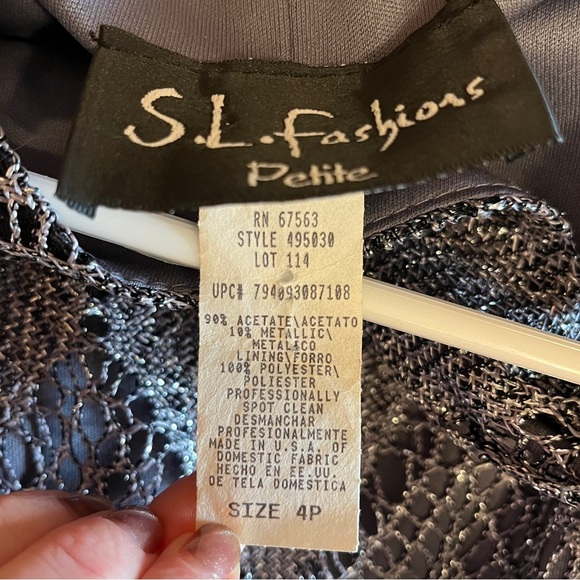 S.L. Fashions
Petite
RN 67563
STYLE 495030
LOT 114
UPC# 794093087108
90% ACETATE\ACETATO
10% METALLIC\
METALICO
LINING\FORRO
100% POLYESTER\
POLIESTER
PROFESSIONALLY
SPOT CLEAN
DESMANCHAR
PROFESIONALMENTE
MADE IN U.S.A. OF
DOMESTIC FABRIC
HECHO EN EE.UU.
DE TELA DOMESTICA
SIZE 4P